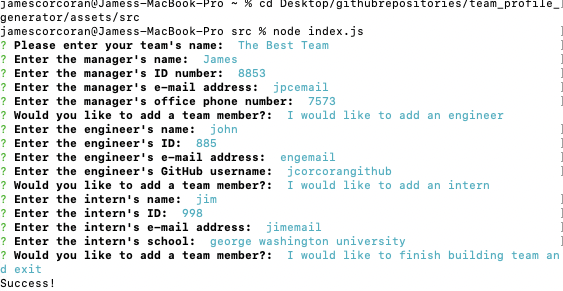 jamescorcoran@Jamess-MacBook-Pro ~ % cd Desktop/githubrepositories/team_profile_
generator/assets/src
jamescorcoran@Jamess-MacBook-Pro src % node index.js
? Please enter your team's name: The Best Team
? Enter the manager's name: James
? Enter the manager's ID number: 8853
? Enter the manager's e-mail address: jpcemail
? Enter the manager's office phone number: 7573
? Would you like to add a team member?: I would like to add an engineer
? Enter the engineer's name: john
? Enter the engineer's ID: 885
? Enter the engineer's e-mail address: engemail
? Enter the engineer's GitHub username: jcorcorangithub
? Would you like to add a team member?: I would like to add an intern
? Enter the intern's name: jim
? Enter the intern's ID: 998
? Enter the intern's e-mail address: jimemail
? Enter the intern's school: george washington university
? Would you like to add a team member?: I would like to finish building team an
d exit
Success!